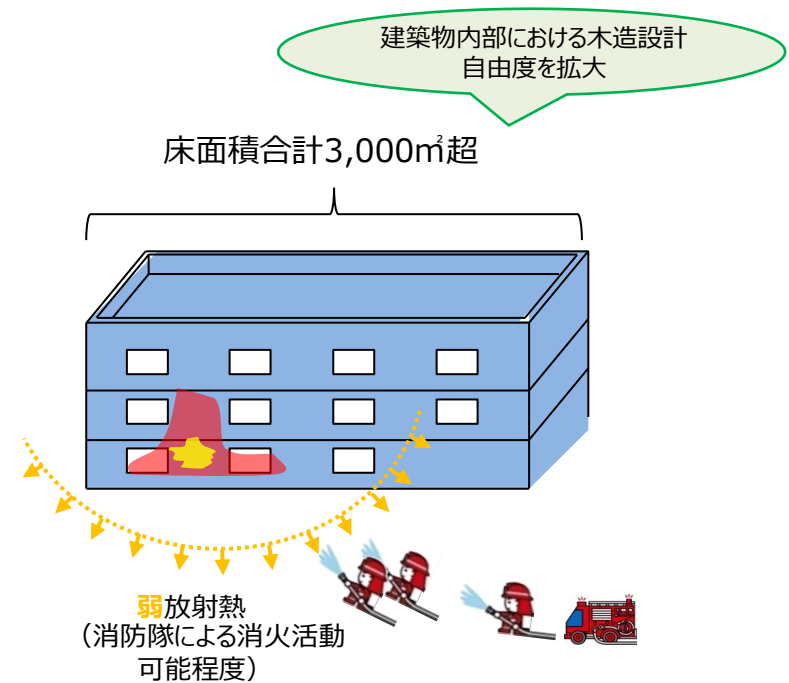 建築物内部における木造設計
自由度を拡大
床面積合計3,000㎡超
弱放射熱
（消防隊による消火活動
可能程度）